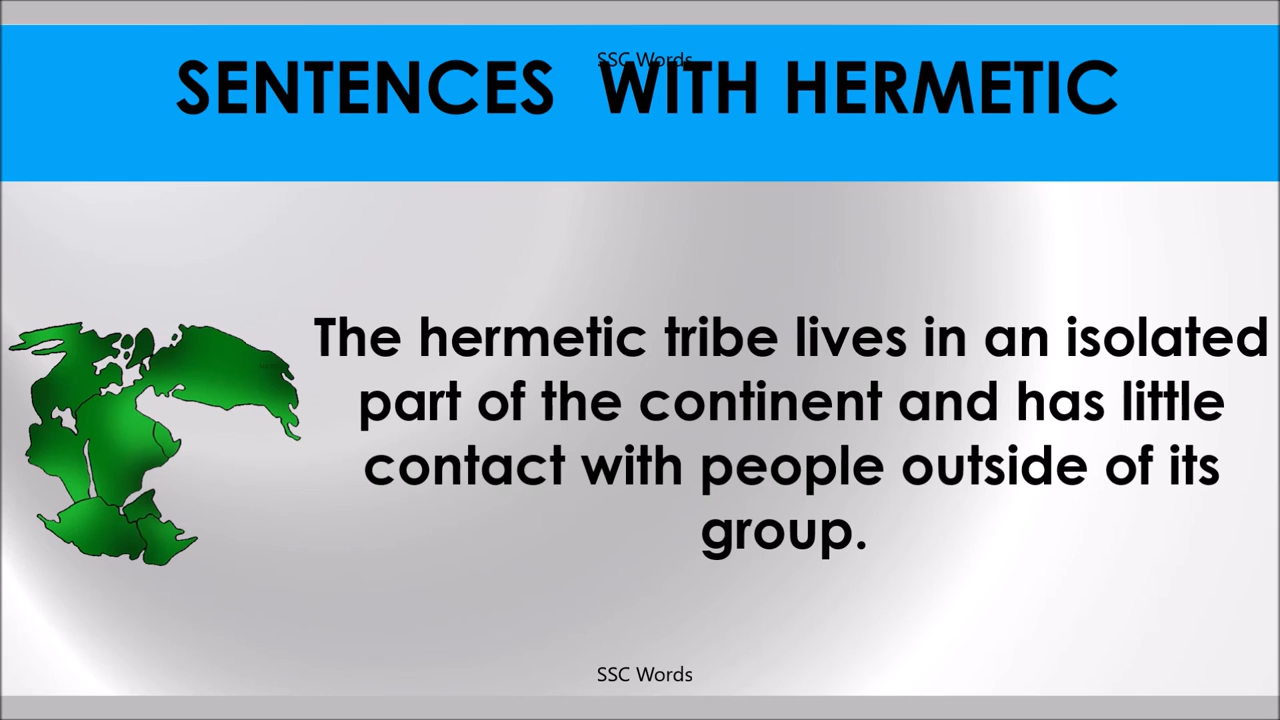 SSC Words
SENTENCES WITH HERMETIC
The hermetic tribe lives in an isolated
part of the continent and has little
contact with people outside of its
group.
SSC Words